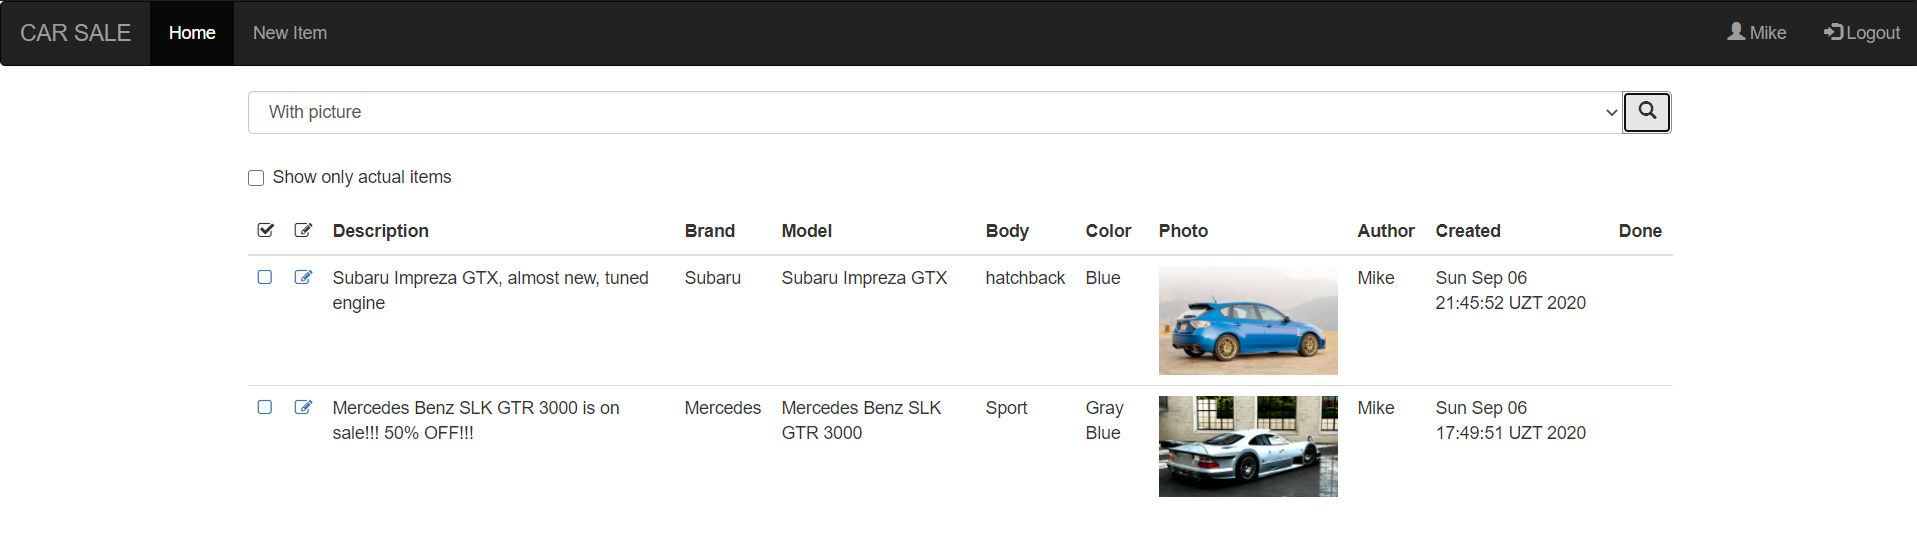 CAR SALE Home New Item Mike Logout
With picture
Show only actual items
Description Brand Model Body Color Photo Author Created Done
Subaru Impreza GTX, almost new, tuned Subaru Subaru Impreza GTX hatchback Blue Mike Sun Sep 06
engine 21:45:52 UZT 2020
Mercedes Benz SLK GTR 3000 is on Mercedes Mercedes Benz SLK Sport Gray Mike Sun Sep 06
sale!!! 50% OFF!!! GTR 3000 Blue 17:49:51 UZT 2020